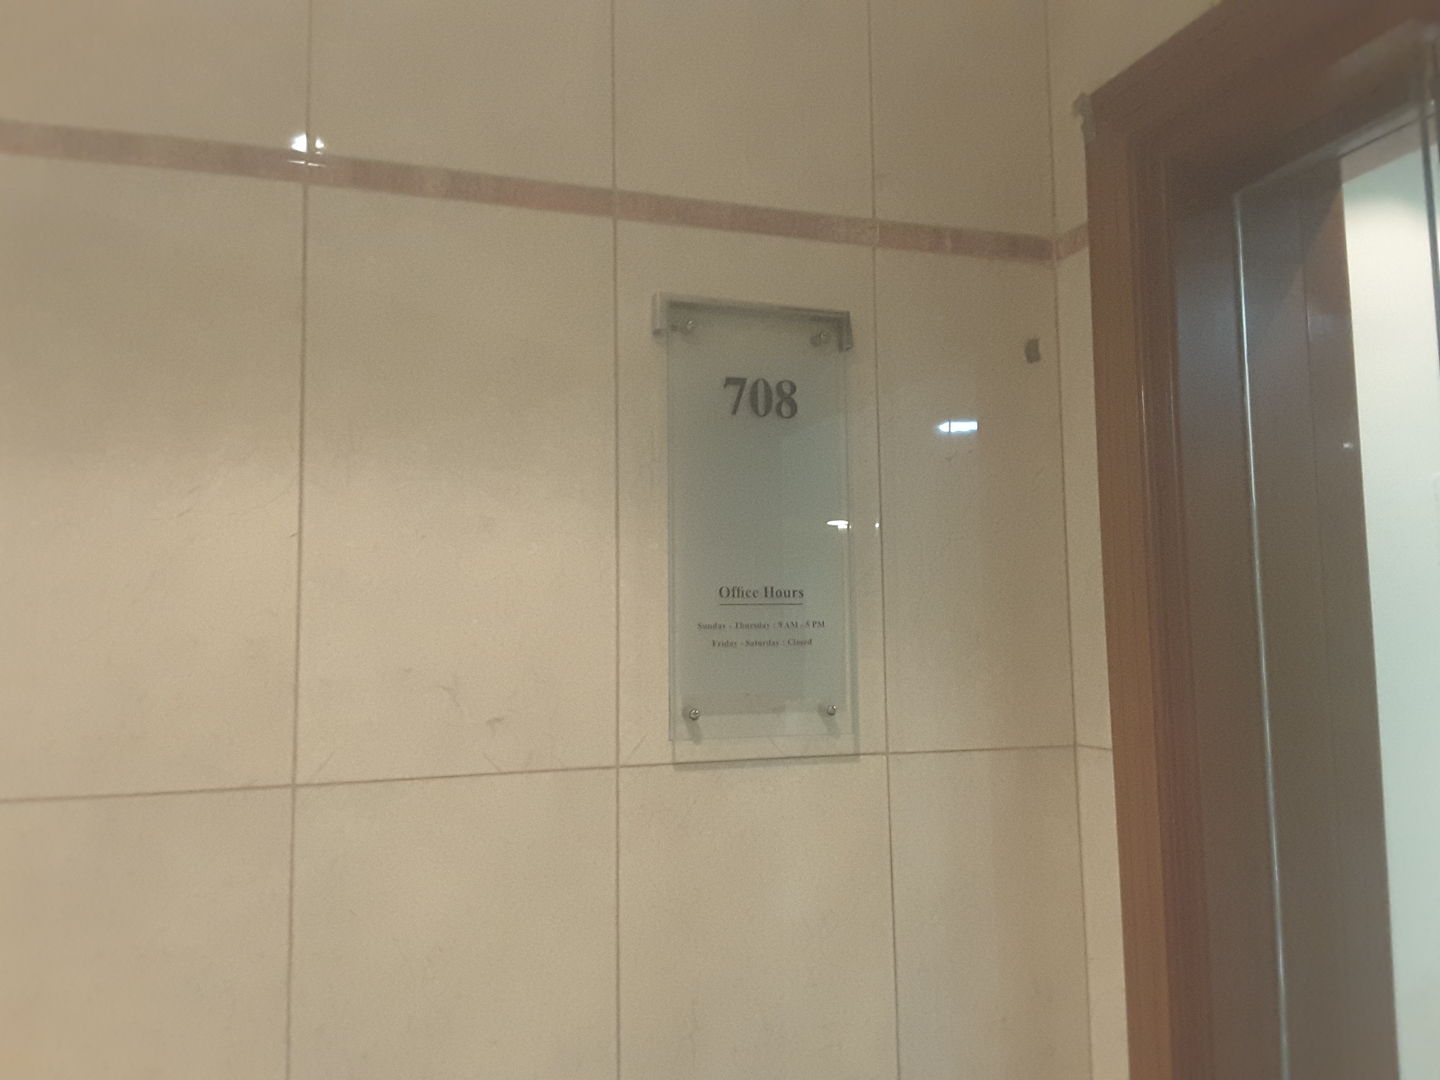 708
Office Hours
Sunday - Thursday : 9 AM - 5 PM
Friday - Saturday : Closed